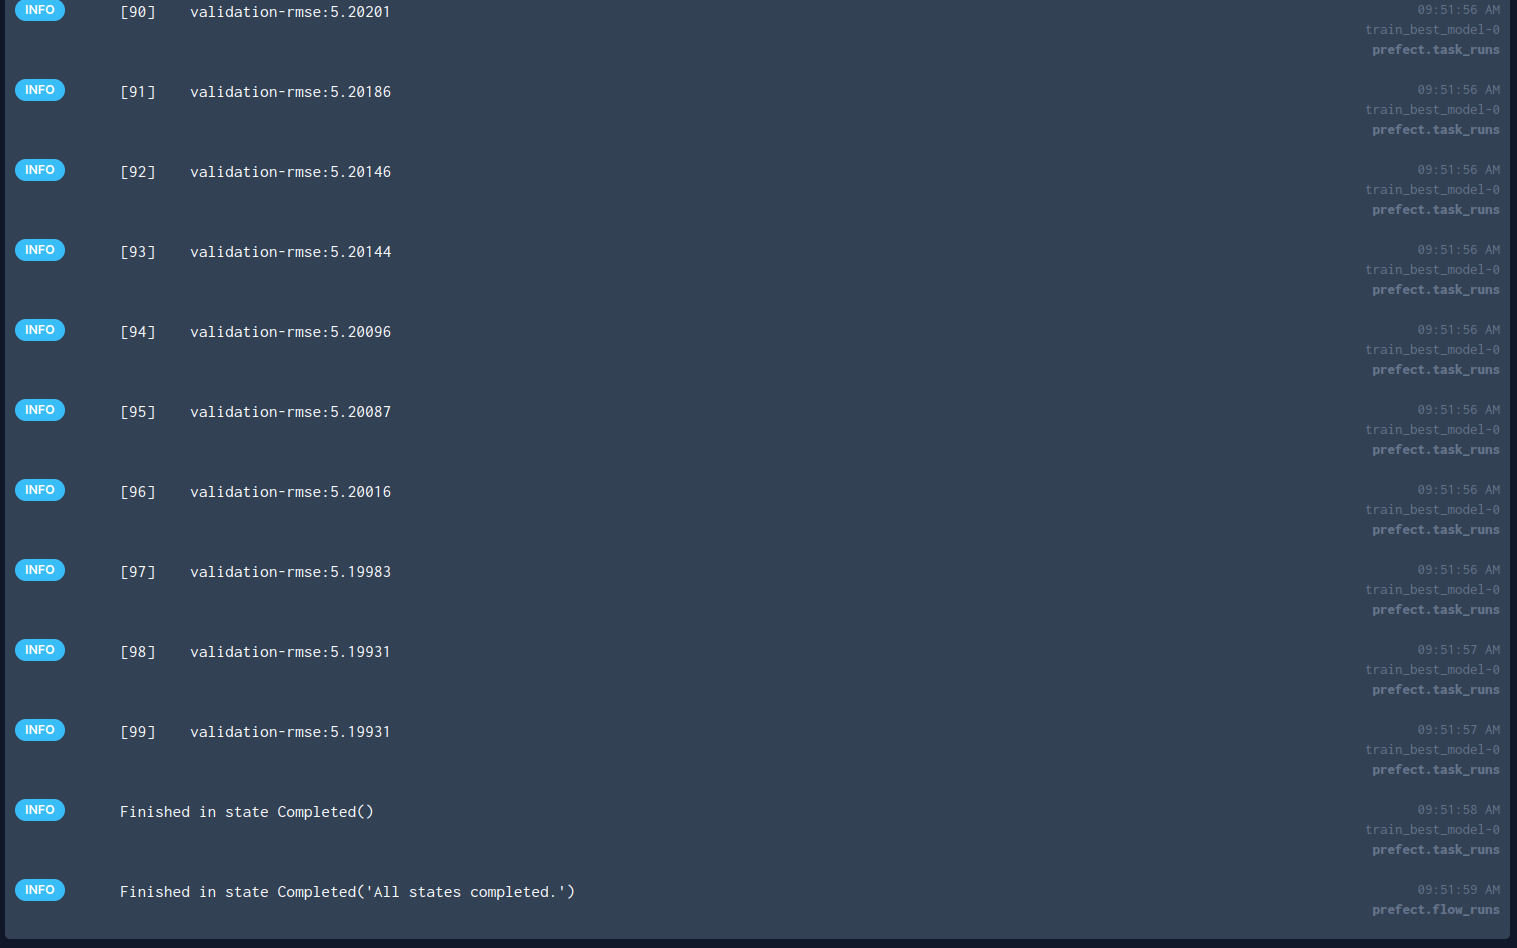 INFO [90] validation-rmse:5.20201 09:51:56 AM
train_best_model-0
prefect.task_runs
INFO [91] validation-rmse:5.20186 09:51:56 AM
train_best_model-0
prefect.task_runs
INFO [92] validation-rmse:5.20146 09:51:56 AM
train_best_model-0
prefect.task_runs
INFO [93] validation-rmse:5.20144 09:51:56 AM
train_best_model-0
prefect.task_runs
INFO [94] validation-rmse:5.20096 09:51:56 AM
train_best_model-0
prefect.task_runs
INFO [95] validation-rmse:5.20087 09:51:56 AM
train_best_model-0
prefect.task_runs
INFO [96] validation-rmse:5.20016 09:51:56 AM
train_best_model-0
prefect.task_runs
INFO [97] validation-rmse:5.19983 09:51:56 AM
train_best_model-0
prefect.task_runs
INFO [98] validation-rmse:5.19931 09:51:57 AM
train_best_model-0
prefect.task_runs
INFO [99] validation-rmse:5.19931 09:51:57 AM
train_best_model-0
prefect.task_runs
INFO Finished in state Completed() 09:51:58 AM
train_best_model-0
prefect.task_runs
INFO Finished in state Completed('All states completed.') 09:51:59 AM
prefect.flow_runs